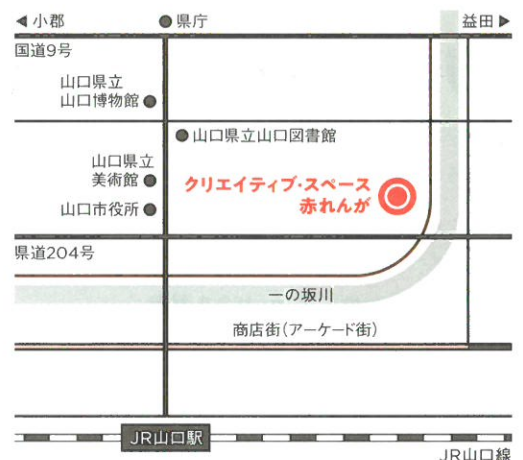 ◀小郡
●県庁
益田▶
国道9号
山口県立
山口博物館●
●山口県立山口図書館
山口県立
美術館●
クリエイティブ・スペース
赤れんが
山口市役所●
県道204号
一の坂川
商店街(アーケード街)
JR山口駅
JR山口線